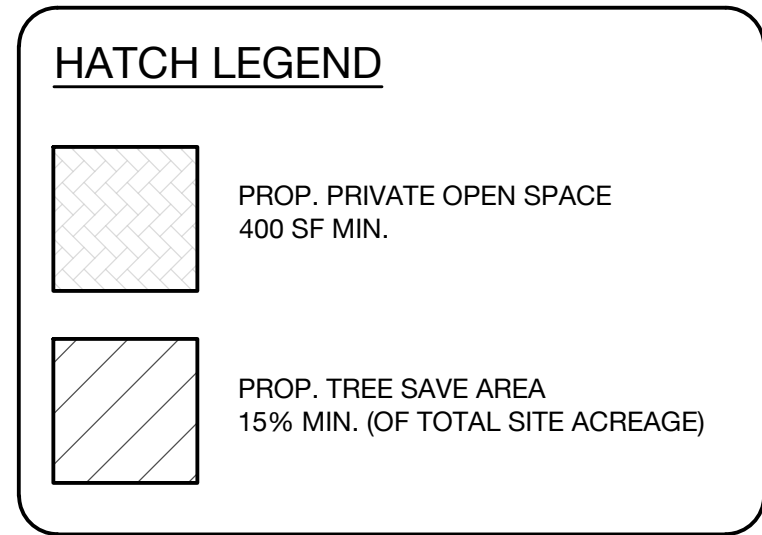 HATCH LEGEND
PROP. PRIVATE OPEN SPACE
400 SF MIN.
PROP. TREE SAVE AREA
15% MIN. (OF TOTAL SITE ACREAGE)